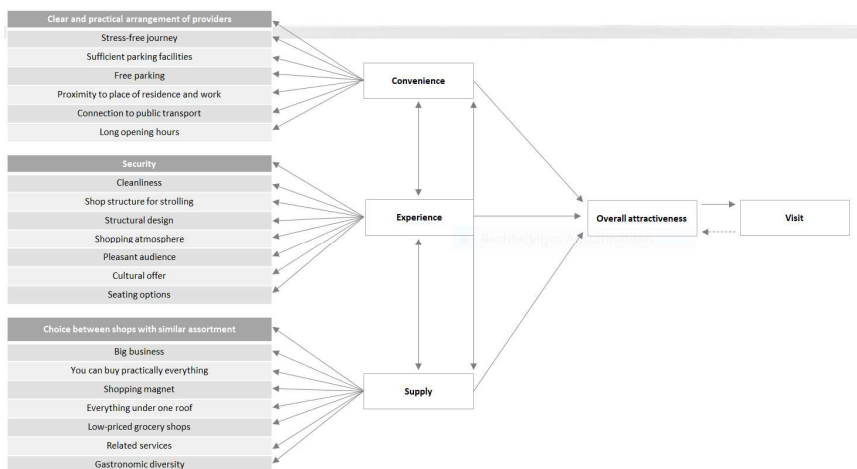 Clear and practical arrangement of providers
Stress-free journey
Sufficient parking facilities
Free parking
Proximity to place of residence and work
Connection to public transport
Long opening hours
Convenience
Security
Cleanliness
Shop structure for strolling
Structural design
Shopping atmosphere
Pleasant audience
Cultural offer
Seating options
Experience
Overall attractiveness
Visit
Choice between shops with similar assortment
Big business
You can buy practically everything
Shopping magnet
Everything under one roof
Low-priced grocery shops
Related services
Gastronomic diversity
Supply